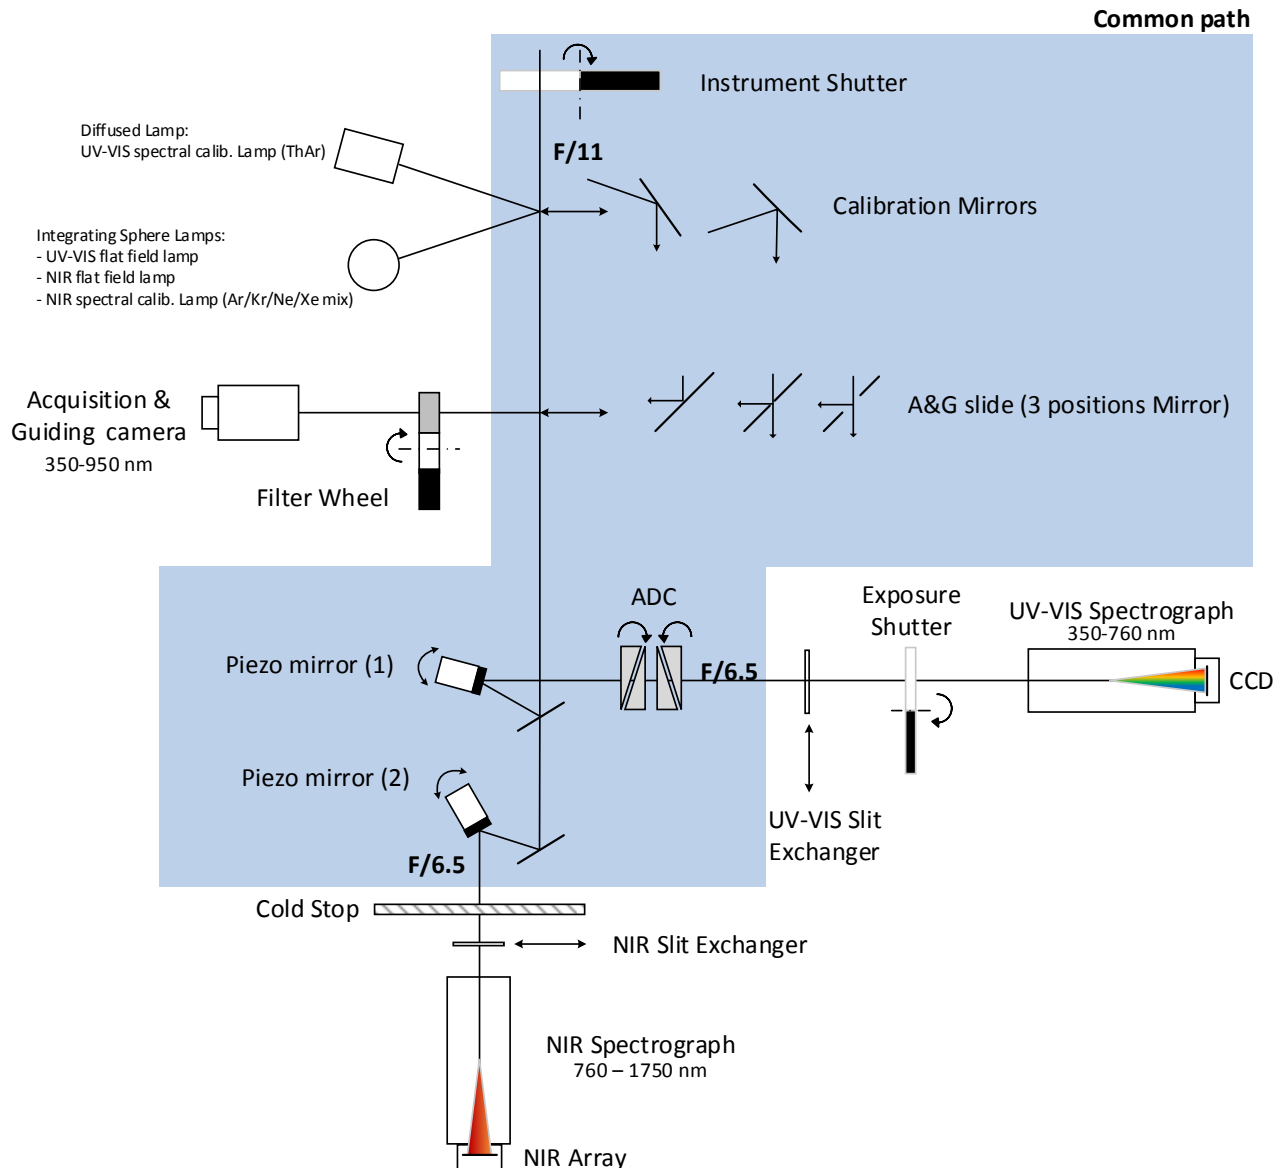 Common path
Instrument Shutter
Diffused Lamp:
UV-VIS spectral calib. Lamp (ThAr)
F/11
Calibration Mirrors
Integrating Sphere Lamps:
- UV-VIS flat field lamp
- NIR flat field lamp
- NIR spectral calib. Lamp (Ar/Kr/Ne/Xe mix)
Acquisition &
Guiding camera
350-950 nm
A&G slide (3 positions Mirror)
Filter Wheel
ADC
Exposure
Shutter
UV-VIS Spectrograph
350-760 nm
Piezo mirror (1)
F/6.5
CCD
Piezo mirror (2)
UV-VIS Slit
Exchanger
F/6.5
Cold Stop
NIR Slit Exchanger
NIR Spectrograph
760 – 1750 nm
NIR Array